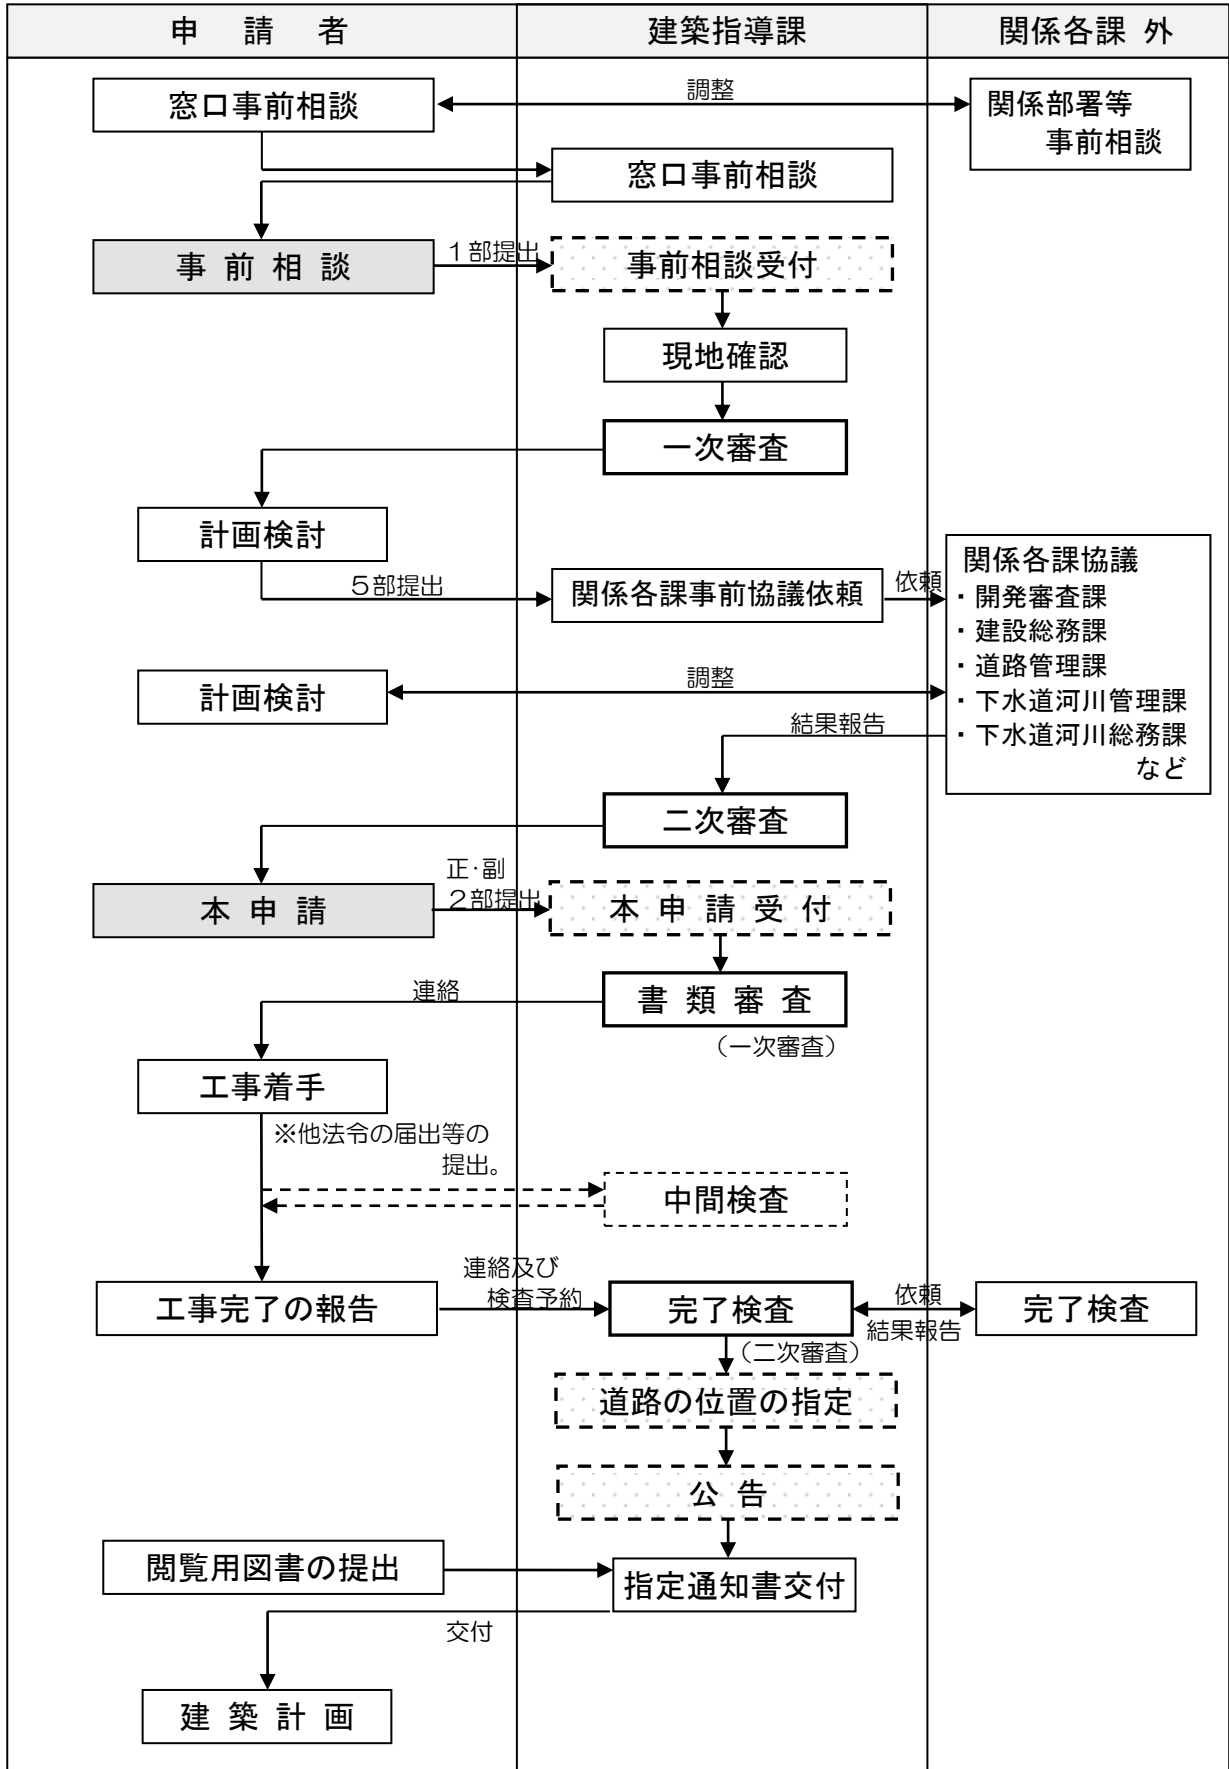 申　請　者
建築指導課
関係各課 外
窓口事前相談
調整
関係部署等
事前相談
窓口事前相談
事 前 相 談
１部提出
事前相談受付
現地確認
一次審査
計画検討
５部提出
関係各課事前協議依頼
依頼
関係各課協議
・開発審査課
・建設総務課
・道路管理課
・下水道河川管理課
・下水道河川総務課
など
計画検討
調整
結果報告
二次審査
本 申 請
正・副
２部提出
本 申 請 受 付
書 類 審 査
（一次審査）
連絡
工事着手
※他法令の届出等の
提出。
中間検査
工事完了の報告
連絡及び
検査予約
完了検査
（二次審査）
依頼
結果報告
完了検査
道路の位置の指定
公 告
閲覧用図書の提出
指定通知書交付
交付
建 築 計 画